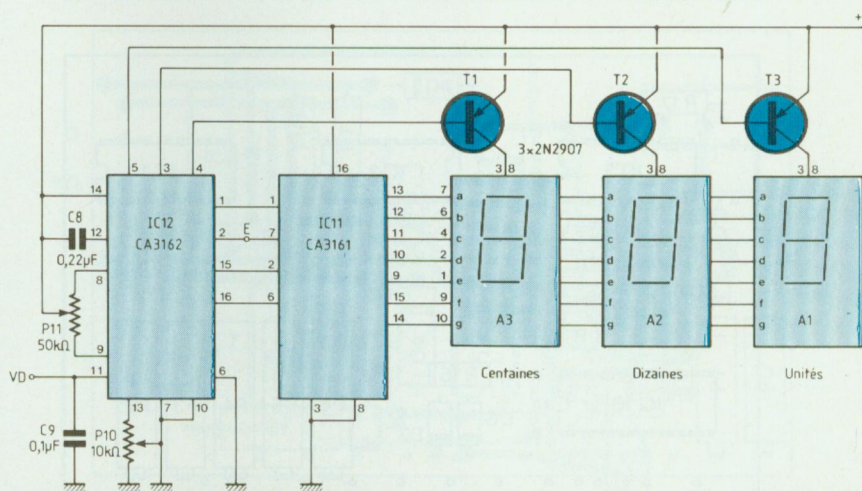 +
T1 T2 T3
3x2N2907
5 3 4 16 3 8 3 8 3 8
14 1 1 13 7 a a a
IC12 IC11
CA3162 CA3161
12 6 b b b
C8 12 2 E 7 11 4 c c c
0,22µF 10 2 d d d
8 15 2 9 1 e e e
16 6 15 9 f f f
P11 14 10 g A3 g A2 g A1
50kΩ
9
VD 11 6 Centaines Dizaines Unités
13 7 10 3 8
C9 P10
0,1µF 10kΩ